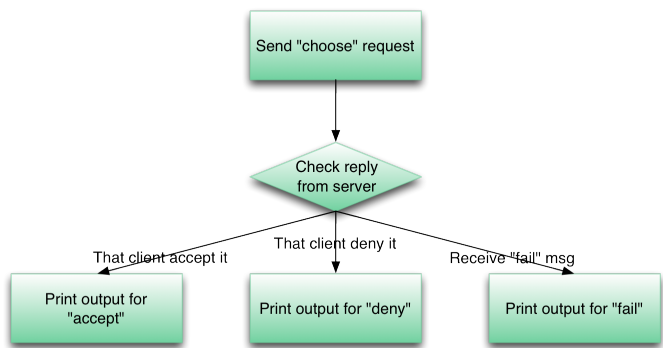 Send "choose" request
Check reply
from server
That client accept it
That client deny it
Receive "fail" msg
Print output for
"accept"
Print output for "deny"
Print output for "fail"